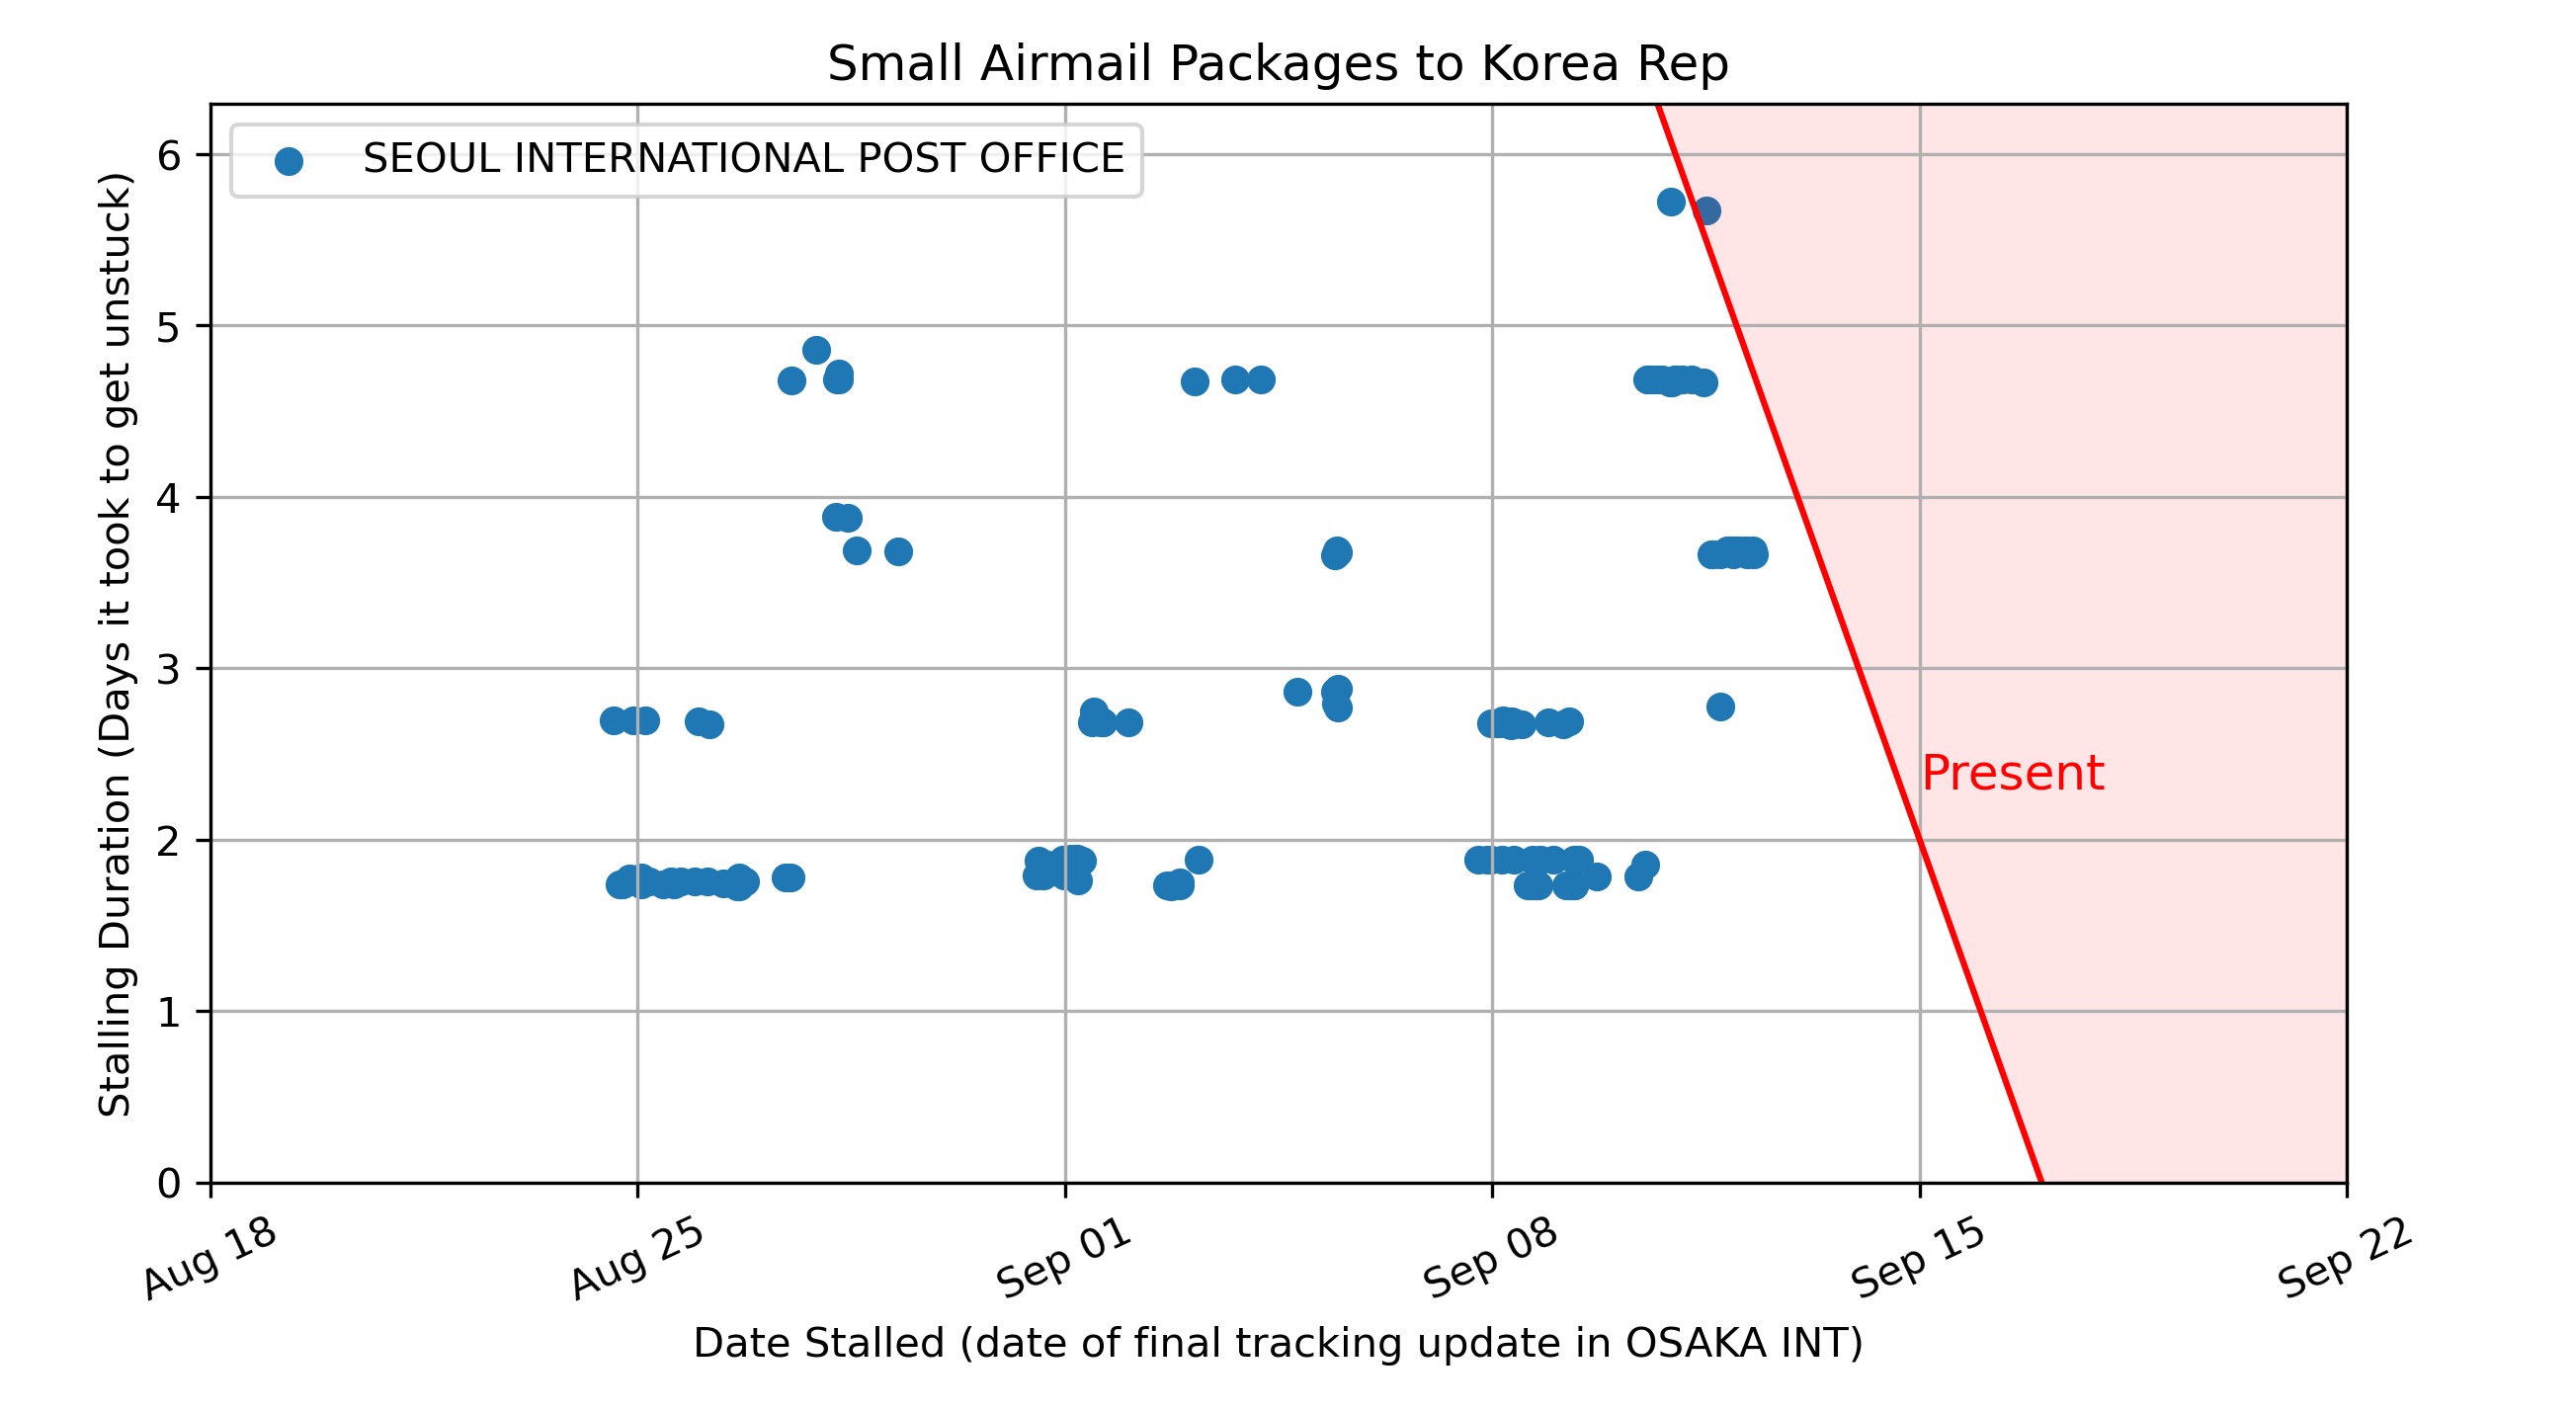 Small Airmail Packages to Korea Rep
SEOUL INTERNATIONAL POST OFFICE
Stalling Duration (Days it took to get unstuck)
6
5
4
3
2
1
0
Present
Aug 18
Aug 25
Sep 01
Sep 08
Sep 15
Sep 22
Date Stalled (date of final tracking update in OSAKA INT)